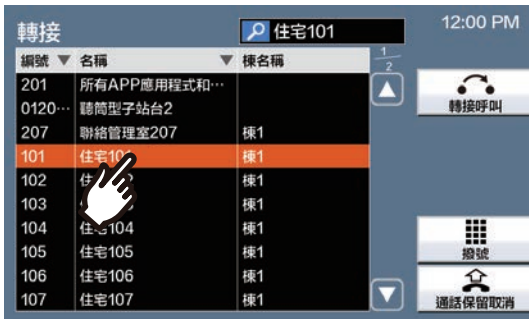 轉接
住宅101
12:00 PM
編號 ▼ 名稱 ▼ 棟名稱
1/2
201 所有APP應用程式和…
0120… 聽筒型子站台2
207 聯絡管理室207 棟1
101 住宅101 棟1
102 棟1
103 棟1
104 住宅104 棟1
105 住宅105 棟1
106 住宅106 棟1
107 住宅107 棟1
轉接呼叫
撥號
通話保留取消